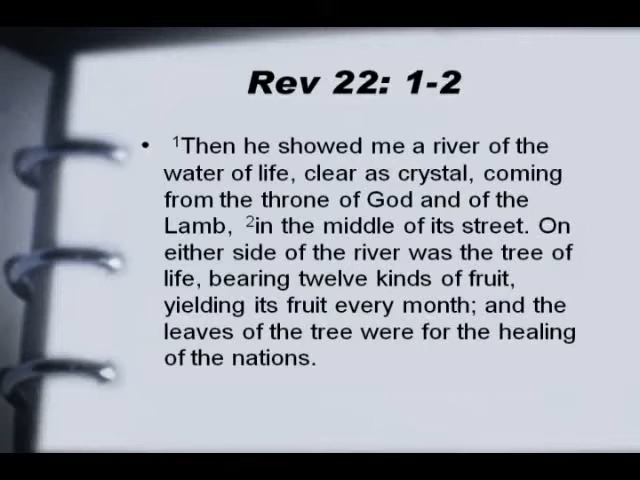 Rev 22: 1-2
• ¹Then he showed me a river of the
water of life, clear as crystal, coming
from the throne of God and of the
Lamb, ²in the middle of its street. On
either side of the river was the tree of
life, bearing twelve kinds of fruit,
yielding its fruit every month; and the
leaves of the tree were for the healing
of the nations.